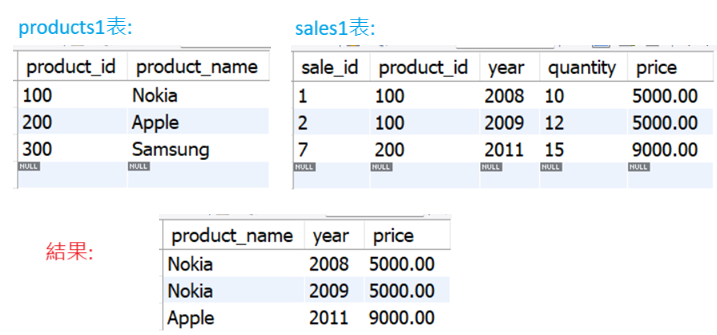 products1表:
sales1表:
product_id product_name
100 Nokia
200 Apple
300 Samsung
NULL NULL
sale_id product_id year quantity price
1 100 2008 10 5000.00
2 100 2009 12 5000.00
7 200 2011 15 9000.00
NULL NULL NULL NULL NULL
結果:
product_name year price
Nokia 2008 5000.00
Nokia 2009 5000.00
Apple 2011 9000.00